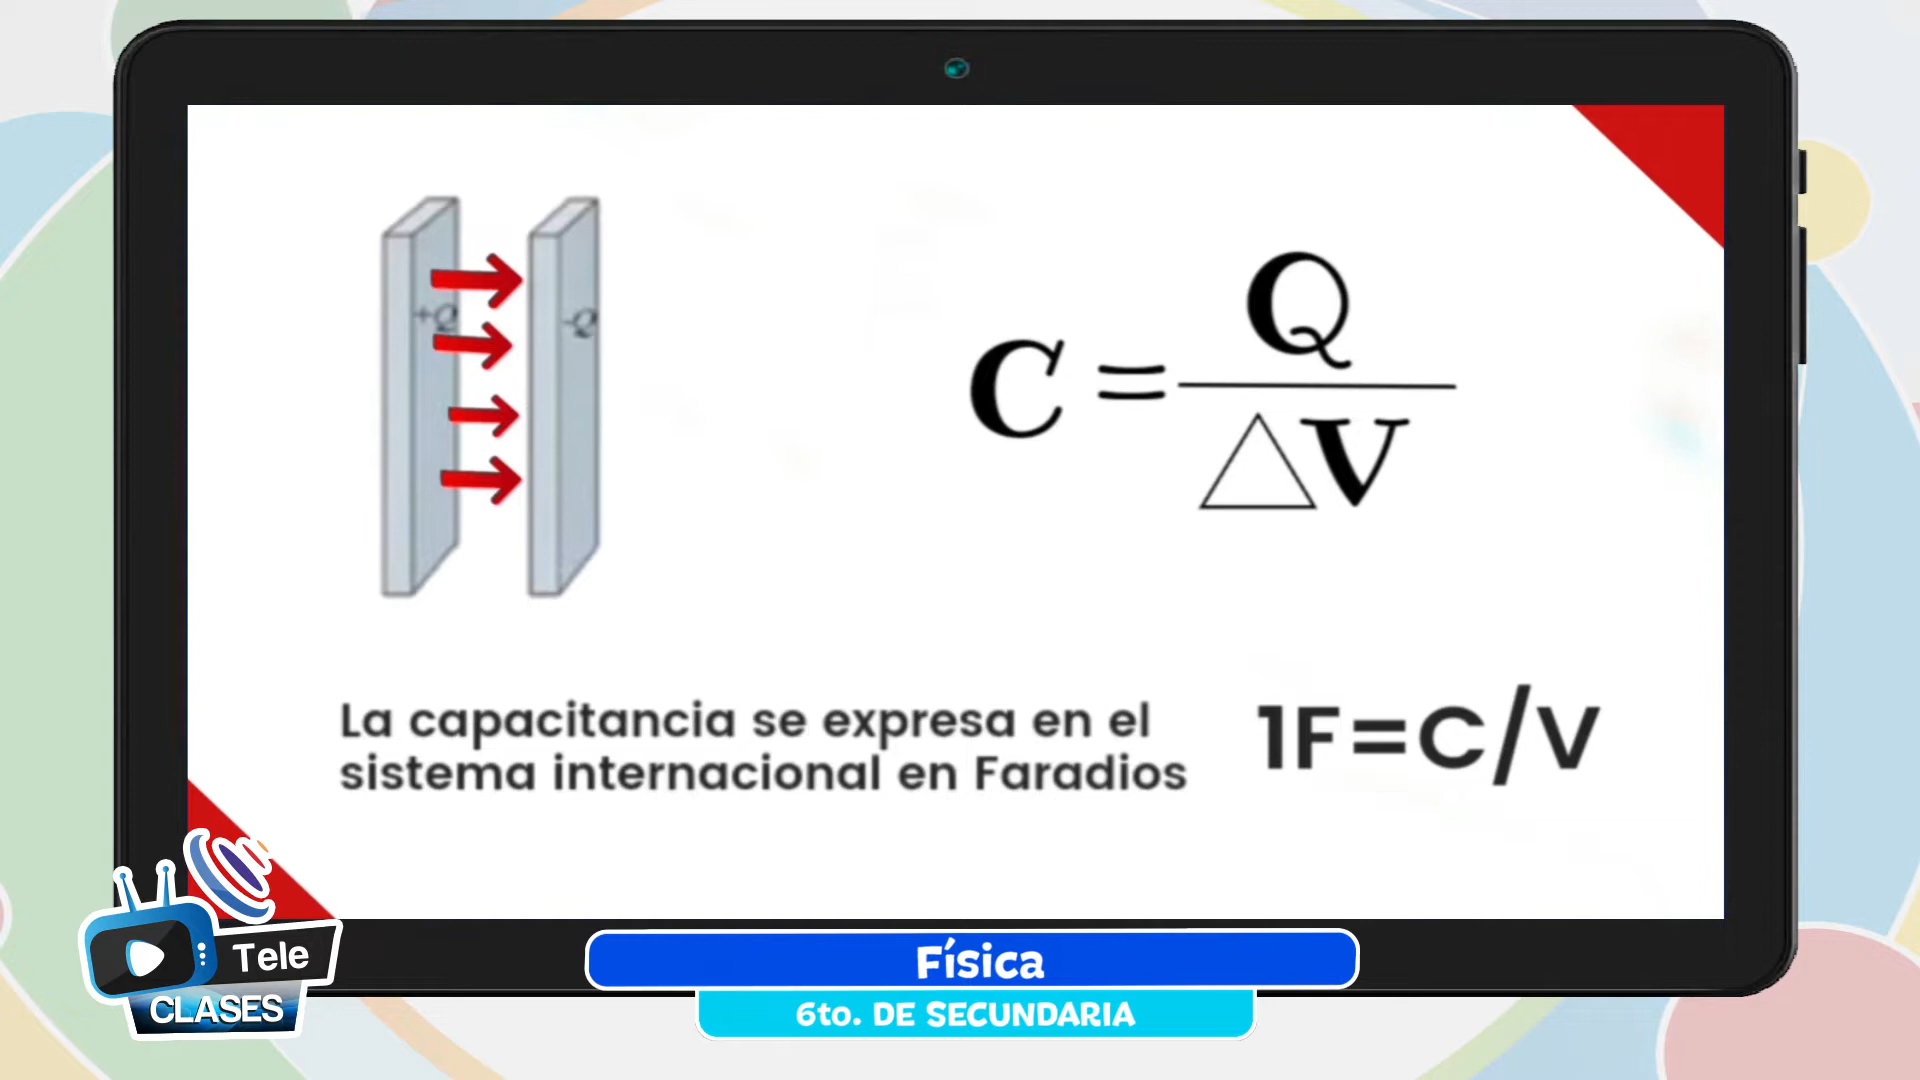 +Q
-Q
C = Q
△V
La capacitancia se expresa en el
sistema internacional en Faradios
1F=C/V
Tele
CLASES
Física
6to. DE SECUNDARIA